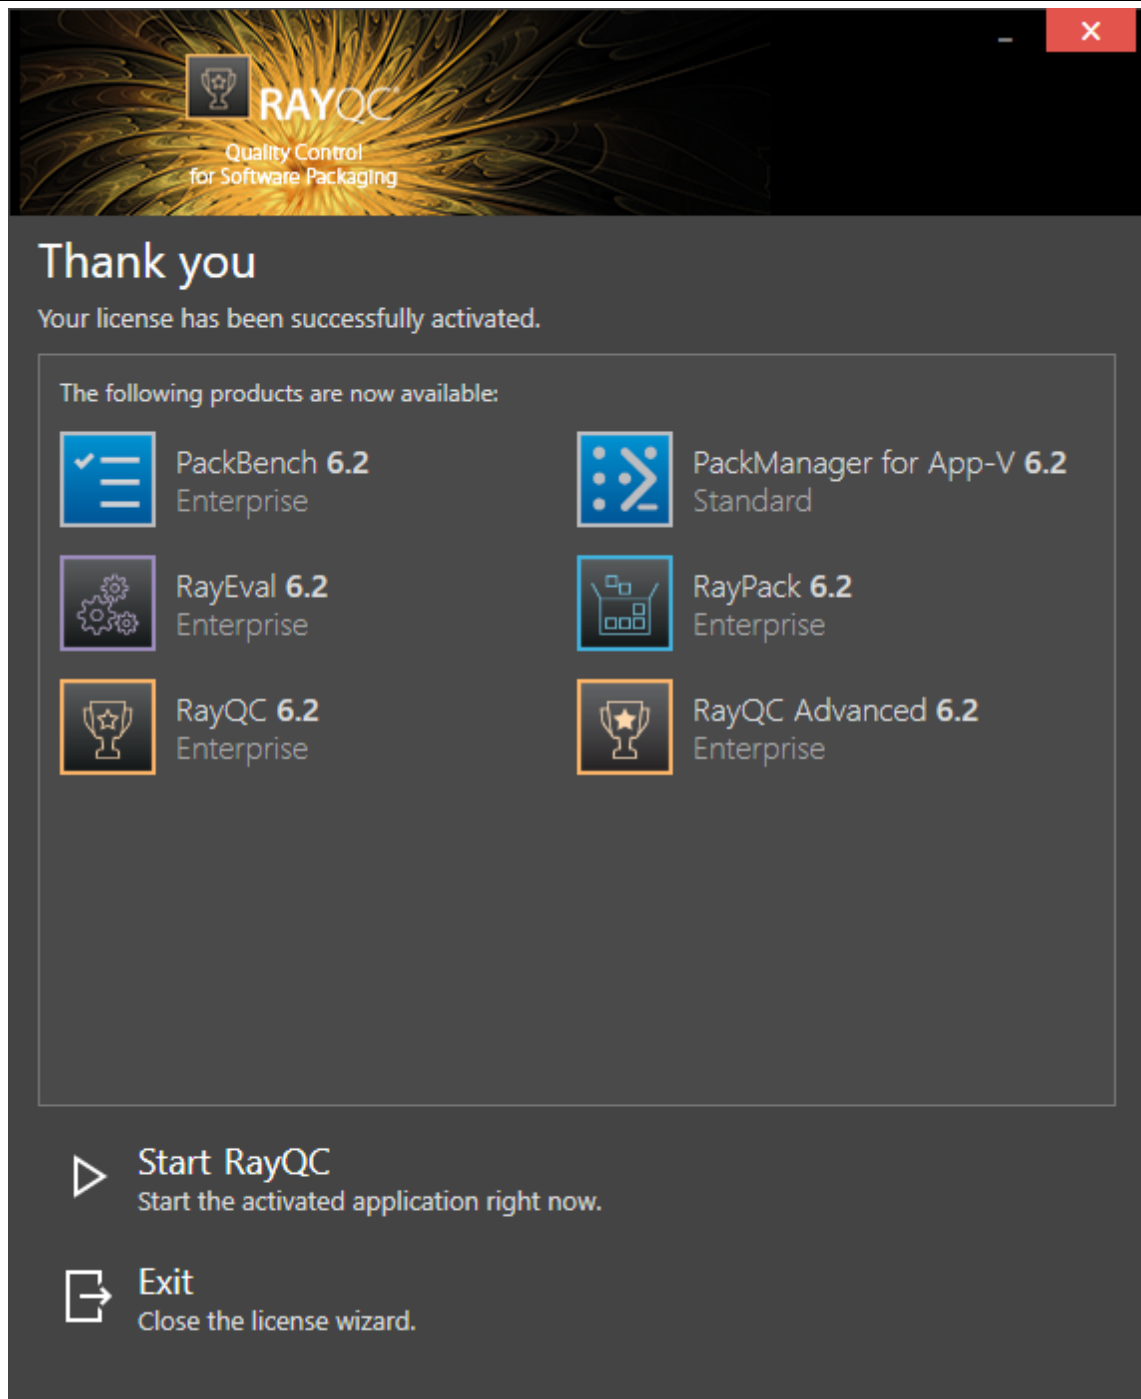 RAYQC®
Quality Control
for Software Packaging
Thank you
Your license has been successfully activated.
The following products are now available:
PackBench 6.2
Enterprise
PackManager for App-V 6.2
Standard
RayEval 6.2
Enterprise
RayPack 6.2
Enterprise
RayQC 6.2
Enterprise
RayQC Advanced 6.2
Enterprise
Start RayQC
Start the activated application right now.
Exit
Close the license wizard.